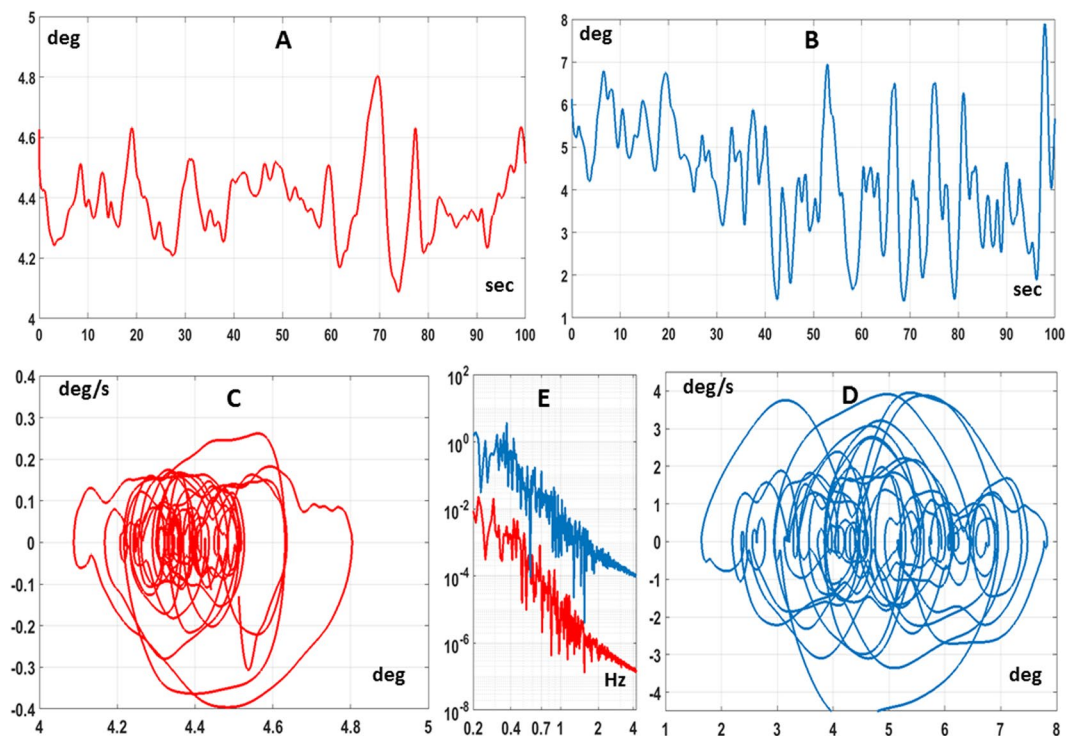 5
4.8
4.6
4.4
4.2
4
deg
A
sec
0 10 20 30 40 50 60 70 80 90 100
8
7
6
5
4
3
2
1
deg
B
sec
0 10 20 30 40 50 60 70 80 90 100
0.4
0.3
0.2
0.1
0
-0.1
-0.2
-0.3
-0.4
deg/s
C
deg
4 4.2 4.4 4.6 4.8 5
10^2
10^0
10^-2
10^-4
10^-6
10^-8
E
Hz
0.2 0.4 0.7 1 2 4
4
3
2
1
0
-1
-2
-3
-4
deg/s
D
deg
1 2 3 4 5 6 7 8